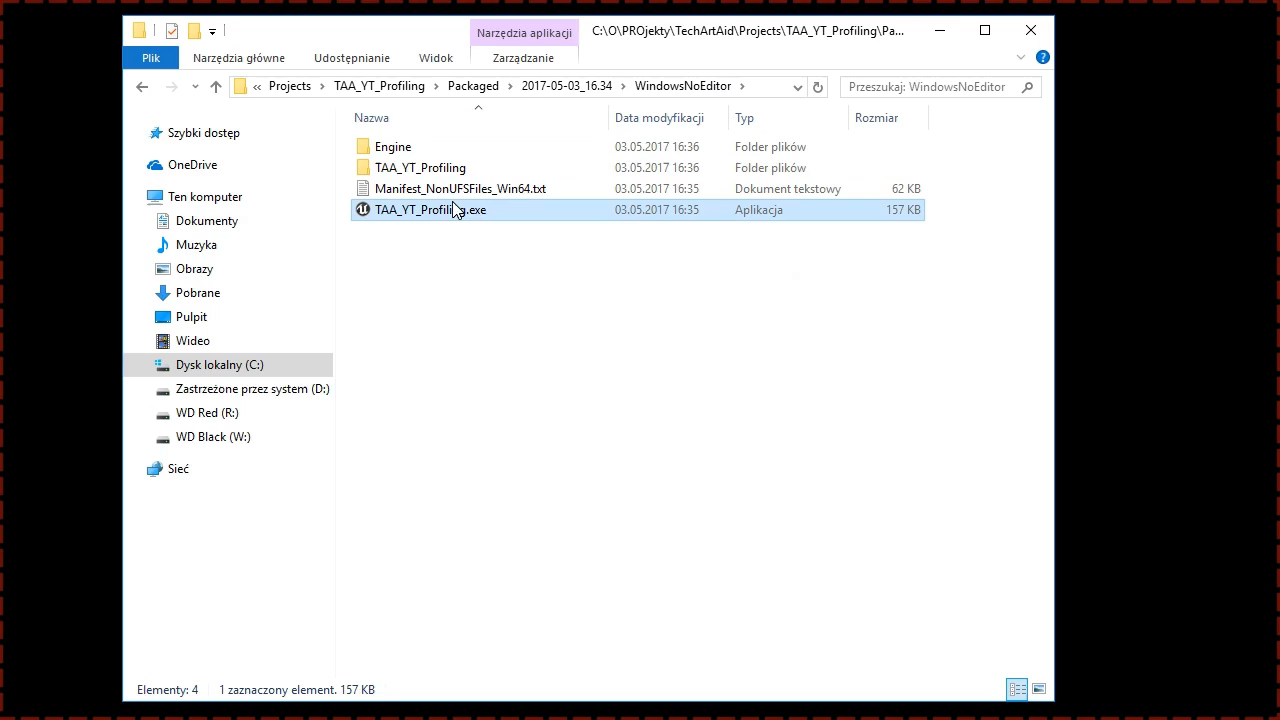 Narzędzia aplikacji C:\O\PROjekty\TechArtAid\Projects\TAA_YT_Profiling\Pa...
Plik Narzędzia główne Udostępnianie Widok Zarządzanie
« Projects > TAA_YT_Profiling > Packaged > 2017-05-03_16.34 > WindowsNoEditor > Przeszukaj: WindowsNoEditor
Nazwa Data modyfikacji Typ Rozmiar
Szybki dostęp
OneDrive
Ten komputer
Dokumenty
Muzyka
Obrazy
Pobrane
Pulpit
Wideo
Dysk lokalny (C:)
Zastrzeżone przez system (D:)
WD Red (R:)
WD Black (W:)
Sieć
Engine 03.05.2017 16:36 Folder plików
TAA_YT_Profiling 03.05.2017 16:36 Folder plików
Manifest_NonUFSFiles_Win64.txt 03.05.2017 16:35 Dokument tekstowy 62 KB
TAA_YT_Profiling.exe 03.05.2017 16:35 Aplikacja 157 KB
Elementy: 4 1 zaznaczony element. 157 KB